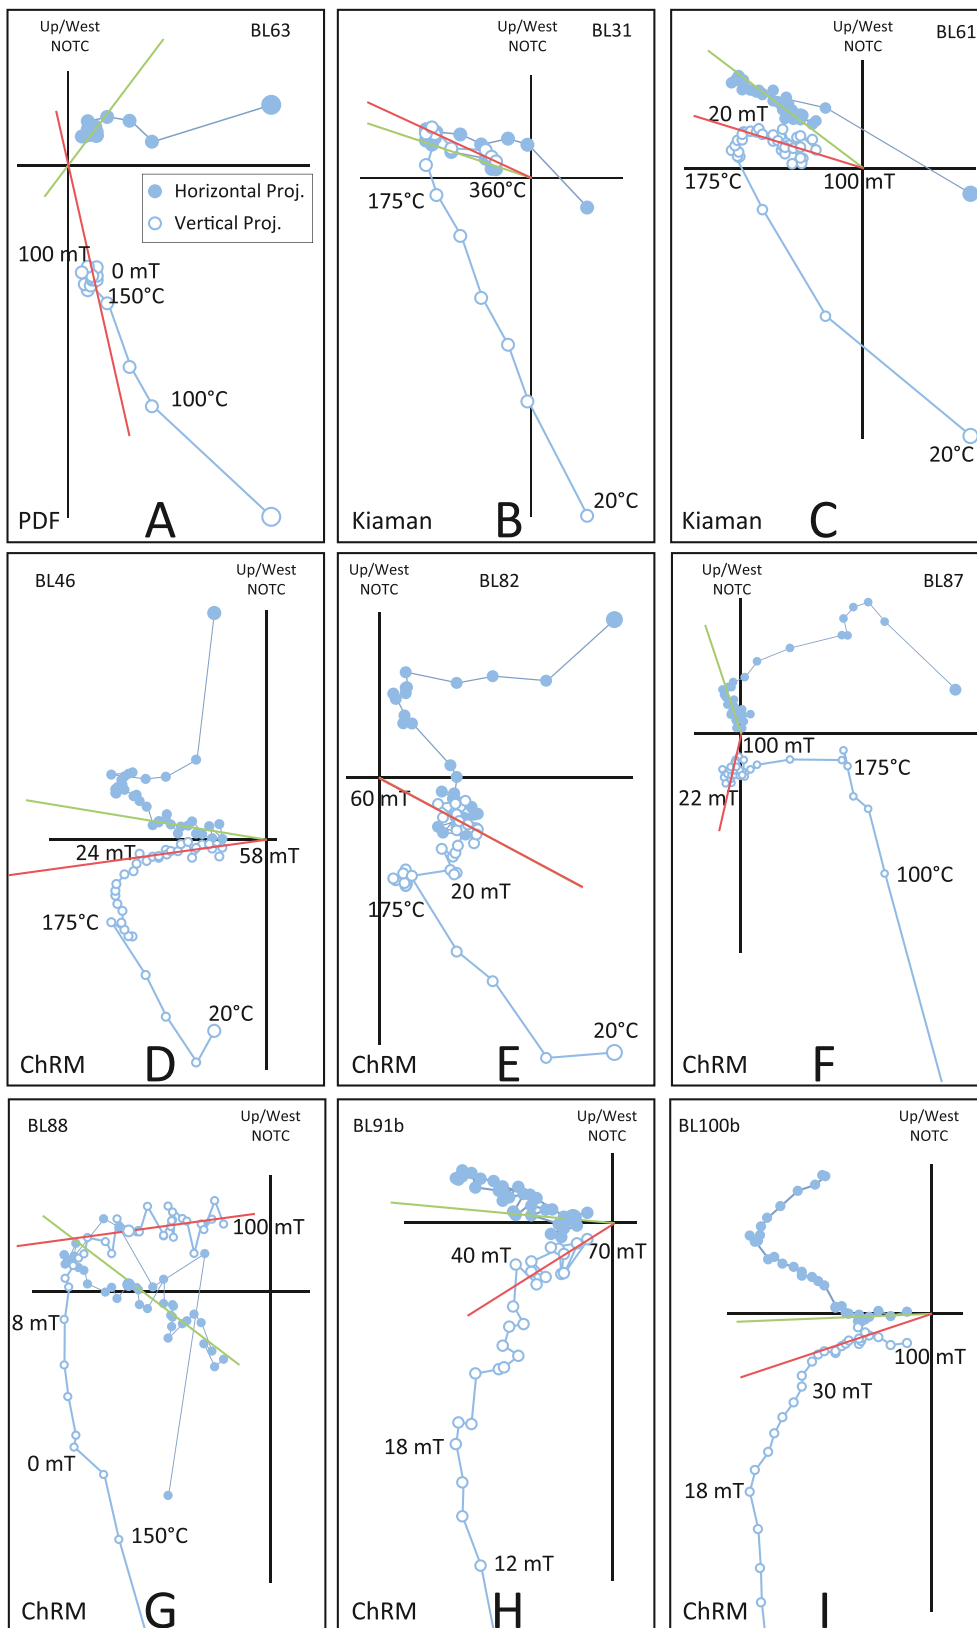 Up/West
NOTC
BL63
Horizontal Proj.
Vertical Proj.
100 mT
0 mT
150°C
100°C
PDF
A
Up/West
NOTC
BL31
175°C
360°C
20°C
Kiaman
B
Up/West
NOTC
BL61
20 mT
175°C
100 mT
20°C
Kiaman
C
BL46
Up/West
NOTC
24 mT
58 mT
175°C
20°C
ChRM
D
Up/West
NOTC
BL82
60 mT
175°C
20 mT
20°C
ChRM
E
Up/West
NOTC
BL87
100 mT
175°C
22 mT
100°C
ChRM
F
BL88
Up/West
NOTC
100 mT
8 mT
0 mT
150°C
ChRM
G
BL91b
Up/West
NOTC
40 mT
70 mT
18 mT
12 mT
ChRM
H
BL100b
Up/West
NOTC
100 mT
30 mT
18 mT
ChRM
I